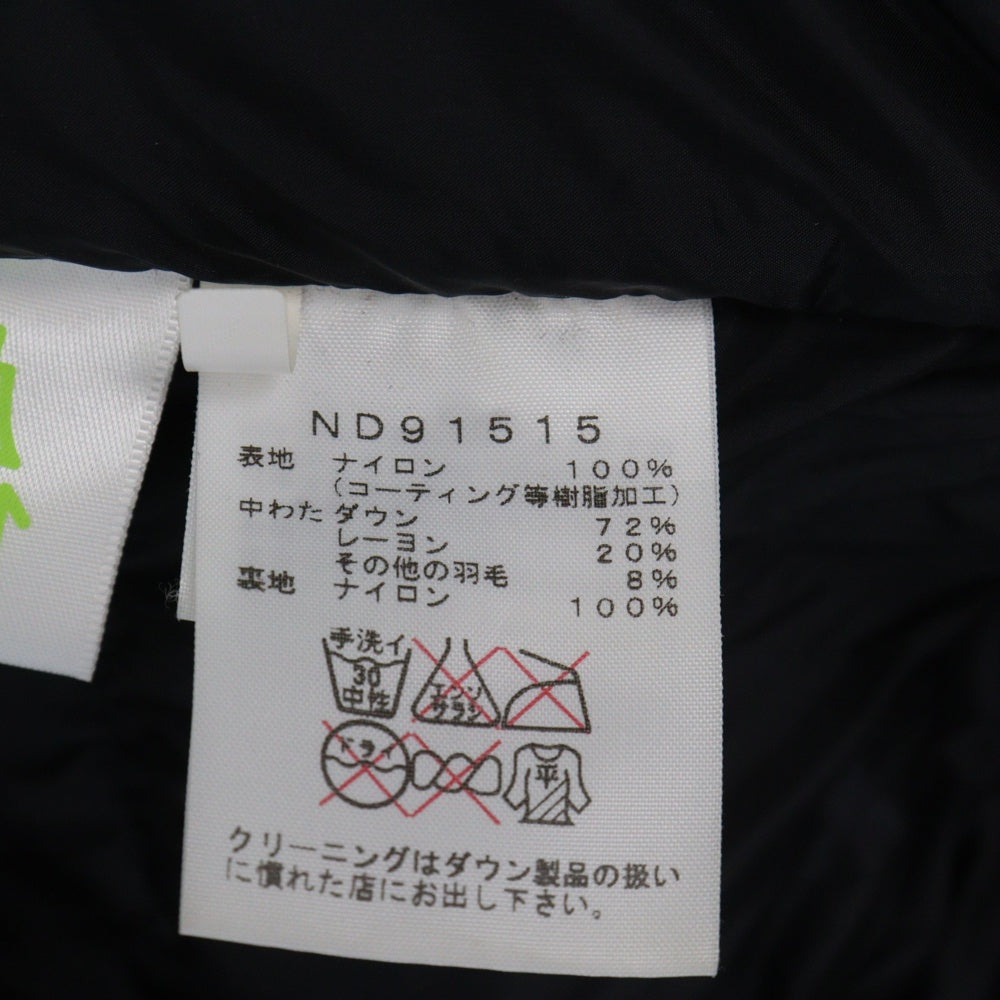 ND91515
表地 ナイロン 100%
(コーティング等樹脂加工)
中わた ダウン 72%
レーヨン 20%
その他の羽毛 8%
裏地 ナイロン 100%
手洗イ
30
中性
エンソ
サラシ
ドライ
平
クリーニングはダウン製品の扱い
に慣れた店にお出し下さい。